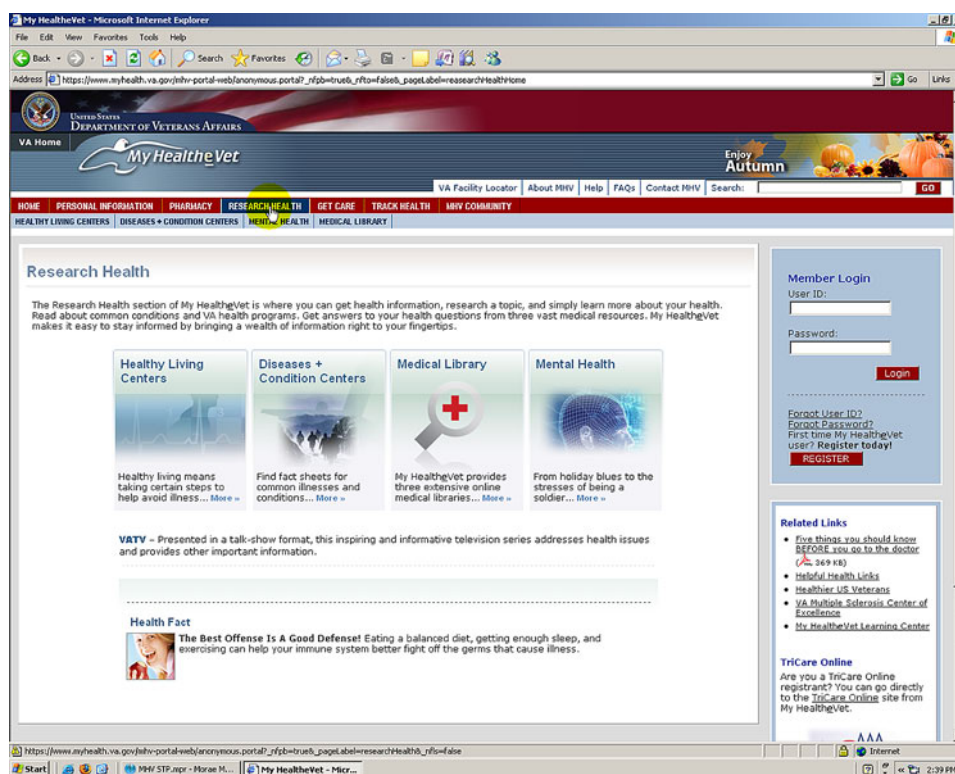 My HealtheVet - Microsoft Internet Explorer
File Edit View Favorites Tools Help
Back Search Favorites
Address https://www.myhealth.va.gov/mhv-portal-web/anonymous.portal?_nfpb=true&_nfto=false&_pageLabel=reasearchHealthHome Go Links
UNITED STATES
DEPARTMENT OF VETERANS AFFAIRS
VA Home
My HealtheVet
Enjoy
Autumn
VA Facility Locator About MHV Help FAQs Contact MHV Search: GO
HOME PERSONAL INFORMATION PHARMACY RESEARCH HEALTH GET CARE TRACK HEALTH MHV COMMUNITY
HEALTHY LIVING CENTERS DISEASES + CONDITION CENTERS MENTAL HEALTH MEDICAL LIBRARY
Research Health
The Research Health section of My HealtheVet is where you can get health information, research a topic, and simply learn more about your health.
Read about common conditions and VA health programs. Get answers to your health questions from three vast medical resources. My HealtheVet
makes it easy to stay informed by bringing a wealth of information right to your fingertips.
Healthy Living
Centers
Healthy living means
taking certain steps to
help avoid illness... More »
Diseases +
Condition Centers
Find fact sheets for
common illnesses and
conditions... More »
Medical Library
My HealtheVet provides
three extensive online
medical libraries... More »
Mental Health
From holiday blues to the
stresses of being a
soldier... More »
VATV – Presented in a talk-show format, this inspiring and informative television series addresses health issues
and provides other important information.
Health Fact
The Best Offense Is A Good Defense! Eating a balanced diet, getting enough sleep, and
exercising can help your immune system better fight off the germs that cause illness.
Member Login
User ID:
Password:
Login
Forgot User ID?
Forgot Password?
First time My HealtheVet
user? Register today!
REGISTER
Related Links
Five things you should know
BEFORE you go to the doctor
(369 KB)
Helpful Health Links
Healthier US Veterans
VA Multiple Sclerosis Center of
Excellence
My HealtheVet Learning Center
TriCare Online
Are you a TriCare Online
registrant? You can go directly
to the TriCare Online site from
My HealtheVet.
https://www.myhealth.va.gov/mhv-portal-web/anonymous.portal?_nfpb=true&_pageLabel=researchHealth&_nfls=false Internet
Start MHV STP.mpr - Morae M... My HealtheVet - Micr... 2:39 PM